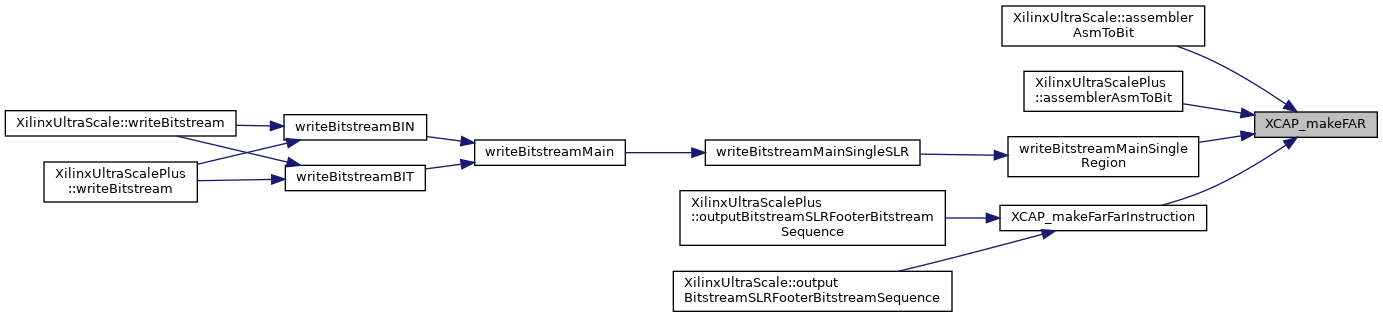 XilinxUltraScale::assembler
AsmToBit
XilinxUltraScalePlus
::assemblerAsmToBit
XCAP_makeFAR
XilinxUltraScale::writeBitstream
writeBitstreamBIN
writeBitstreamMain
writeBitstreamMainSingleSLR
writeBitstreamMainSingle
Region
XilinxUltraScalePlus
::writeBitstream
writeBitstreamBIT
XilinxUltraScalePlus
::outputBitstreamSLRFooterBitstream
Sequence
XCAP_makeFarFarInstruction
XilinxUltraScale::output
BitstreamSLRFooterBitstreamSequence